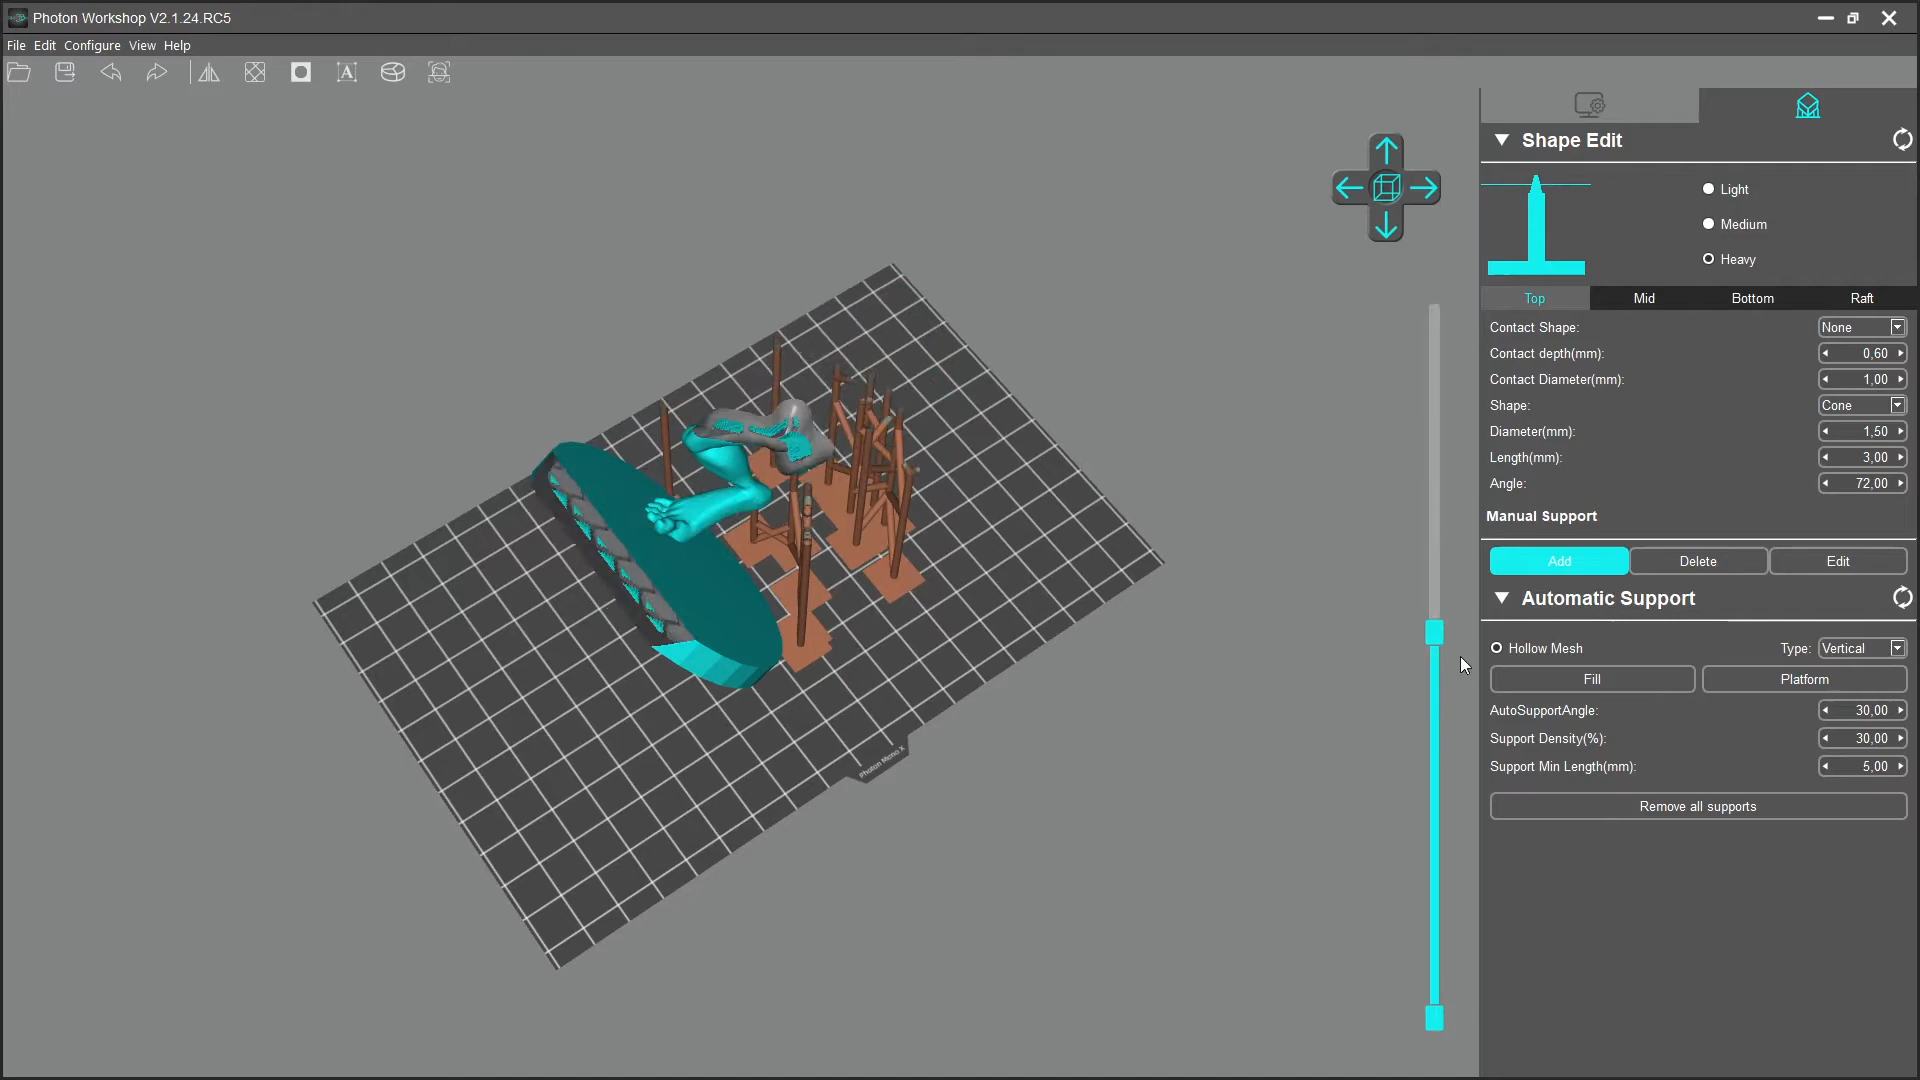 Photon Workshop V2.1.24.RC5
File Edit Configure View Help
A
Shape Edit
Light
Medium
Heavy
Top Mid Bottom Raft
Contact Shape: None
Contact depth(mm): 0,60
Contact Diameter(mm): 1,00
Shape: Cone
Diameter(mm): 1,50
Length(mm): 3,00
Angle: 72,00
Manual Support
Add Delete Edit
Automatic Support
Hollow Mesh Type: Vertical
Fill Platform
AutoSupportAngle: 30,00
Support Density(%): 30,00
Support Min Length(mm): 5,00
Remove all supports
Photon Mono X